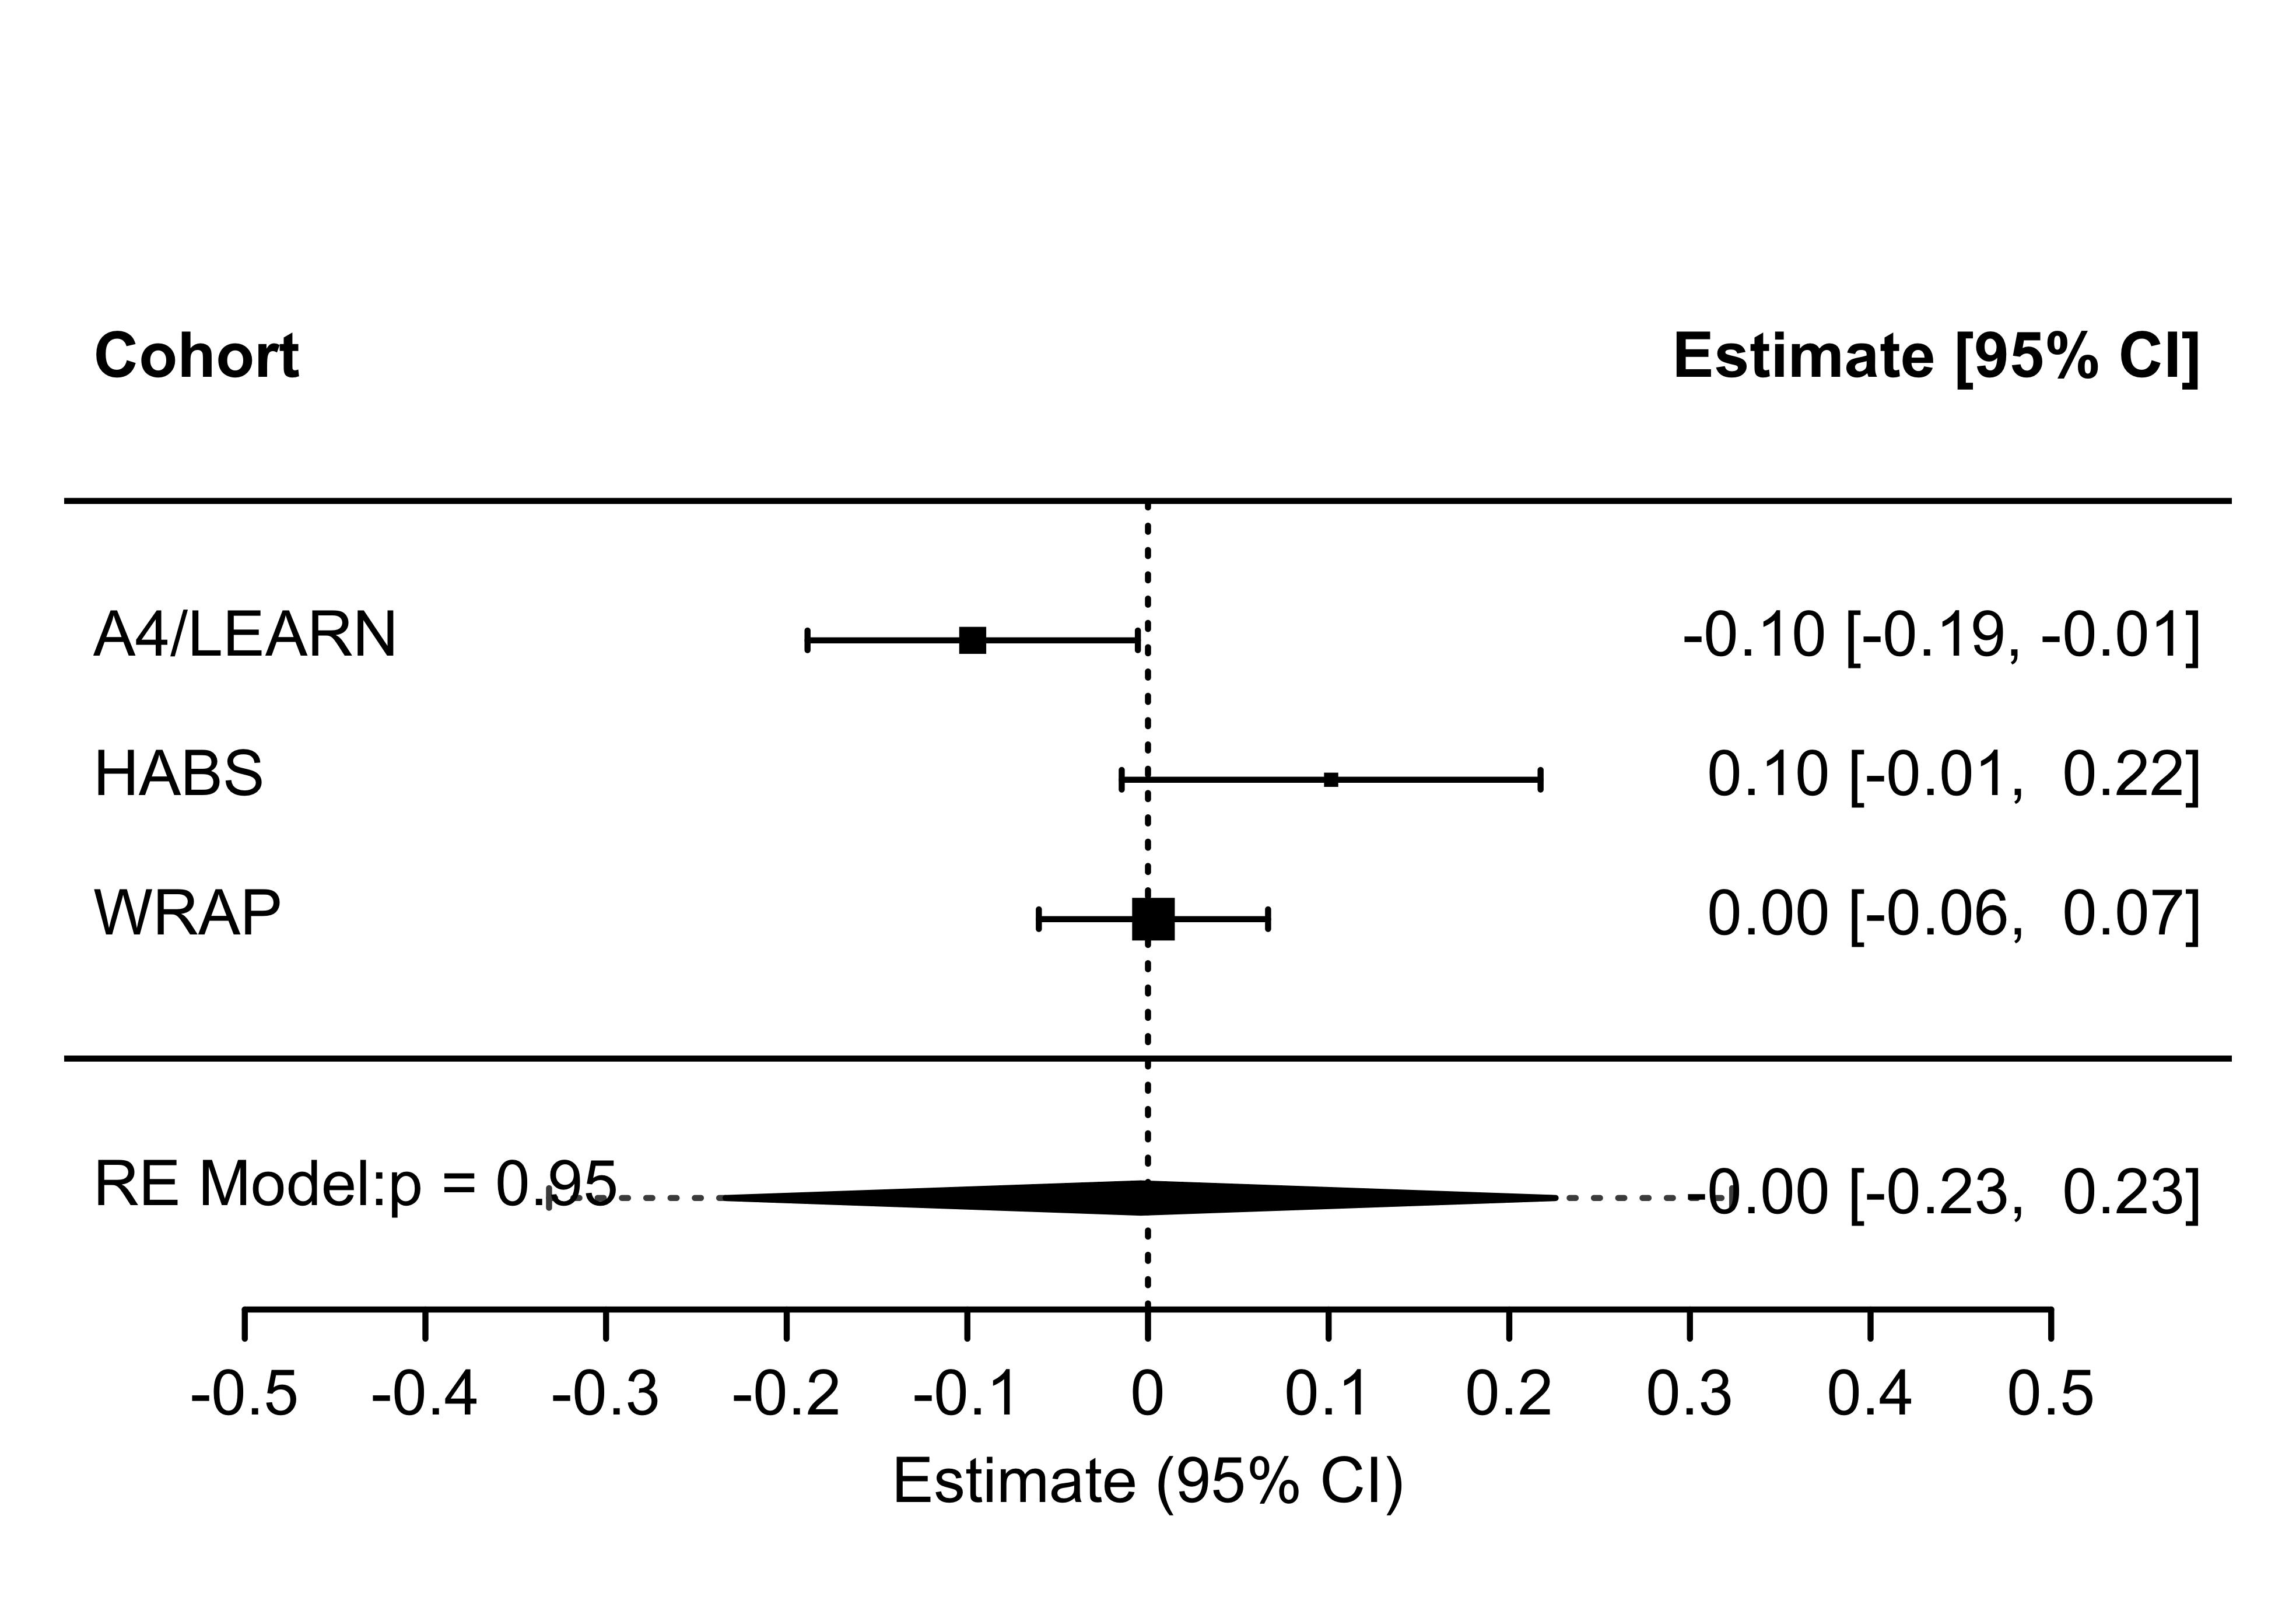 Cohort Estimate [95% CI]
A4/LEARN -0.10 [-0.19, -0.01]
HABS 0.10 [-0.01, 0.22]
WRAP 0.00 [-0.06, 0.07]
RE Model:p = 0.95 -0.00 [-0.23, 0.23]
-0.5 -0.4 -0.3 -0.2 -0.1 0 0.1 0.2 0.3 0.4 0.5
Estimate (95% CI)